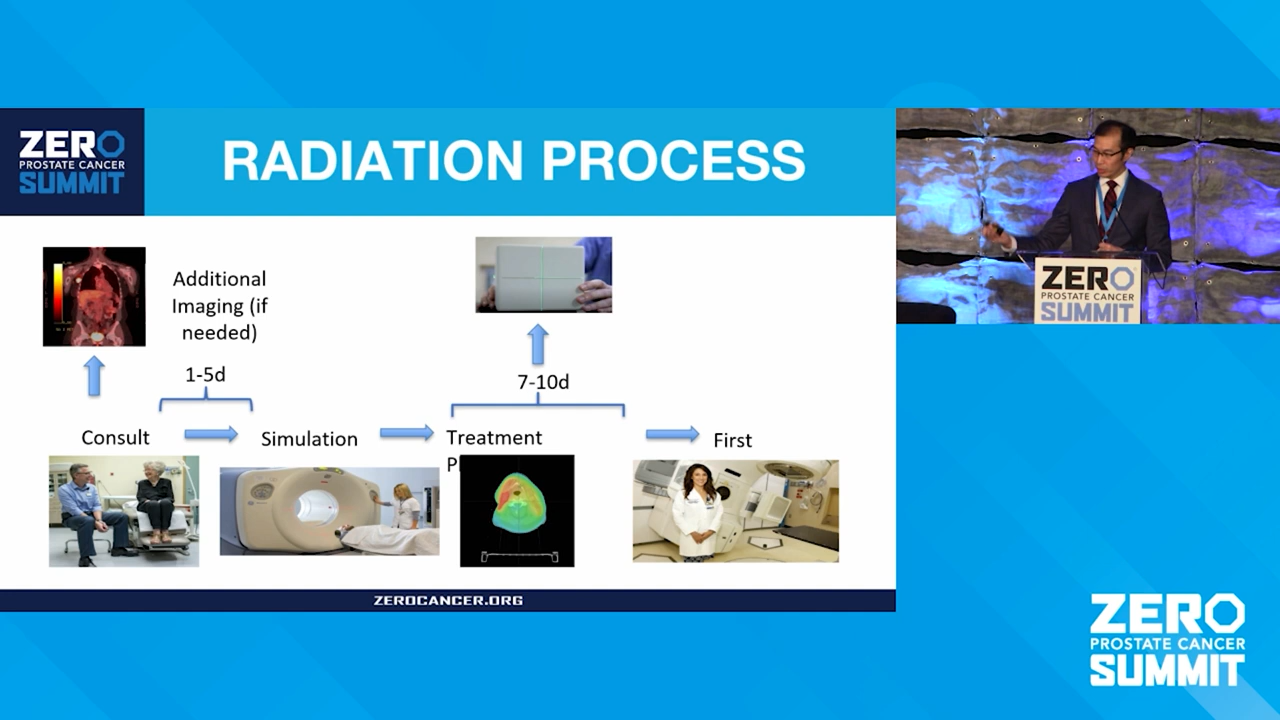 ZERO
PROSTATE CANCER
SUMMIT
RADIATION PROCESS
Additional
Imaging (if
needed)
1-5d
7-10d
Consult
Simulation
Treatment
P
First
ZEROCANCER.ORG
ZERO
PROSTATE CANCER
SUMMIT
ZERO
PROSTATE CANCER
SUMMIT